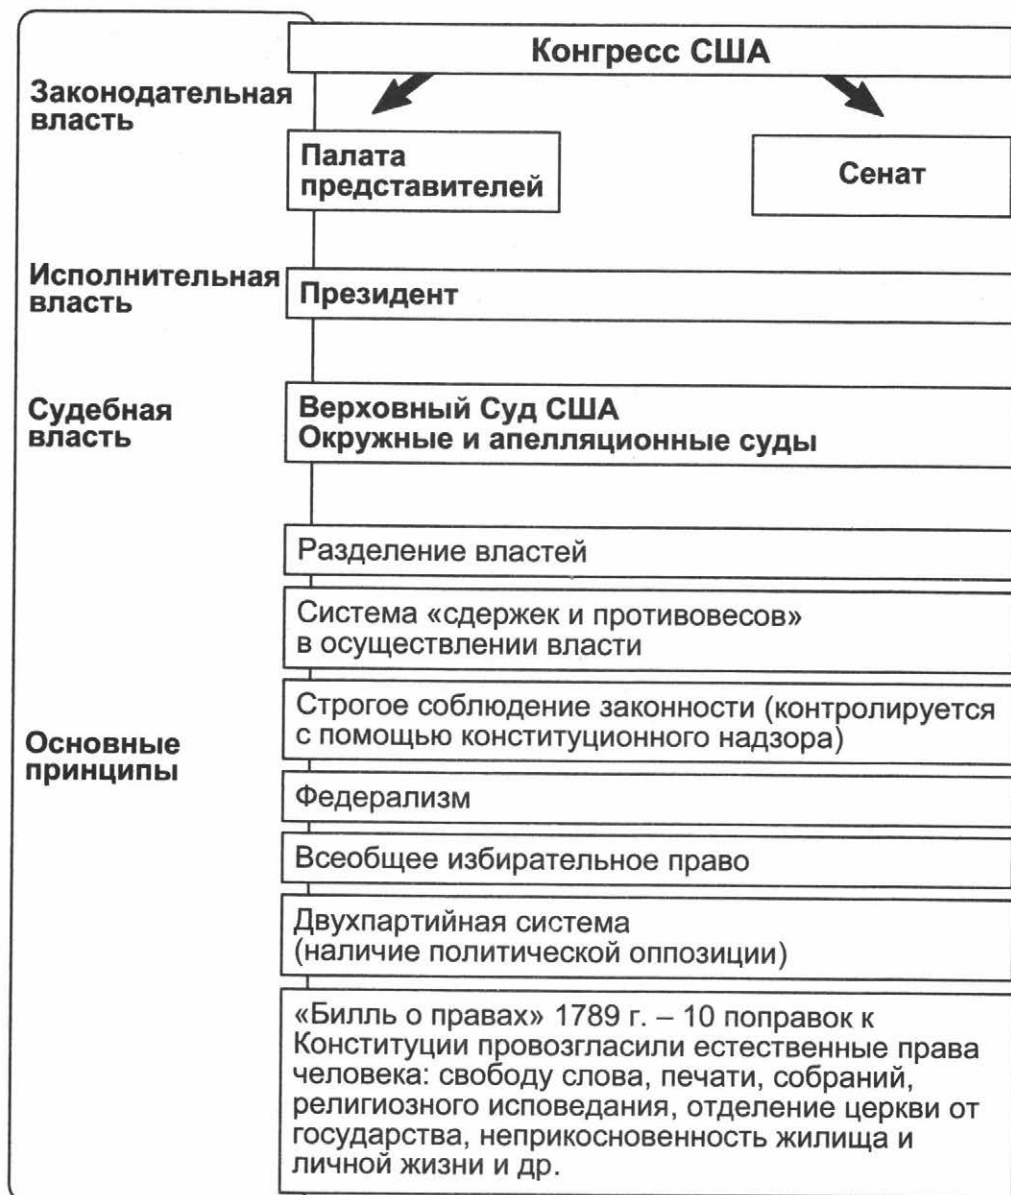 Конгресс США
Законодательная
власть
Палата
представителей
Сенат
Исполнительная
власть
Президент
Судебная
власть
Верховный Суд США
Окружные и апелляционные суды
Основные
принципы
Разделение властей
Система «сдержек и противовесов»
в осуществлении власти
Строгое соблюдение законности (контролируется
с помощью конституционного надзора)
Федерализм
Всеобщее избирательное право
Двухпартийная система
(наличие политической оппозиции)
«Билль о правах» 1789 г. – 10 поправок к
Конституции провозгласили естественные права
человека: свободу слова, печати, собраний,
религиозного исповедания, отделение церкви от
государства, неприкосновенность жилища и
личной жизни и др.